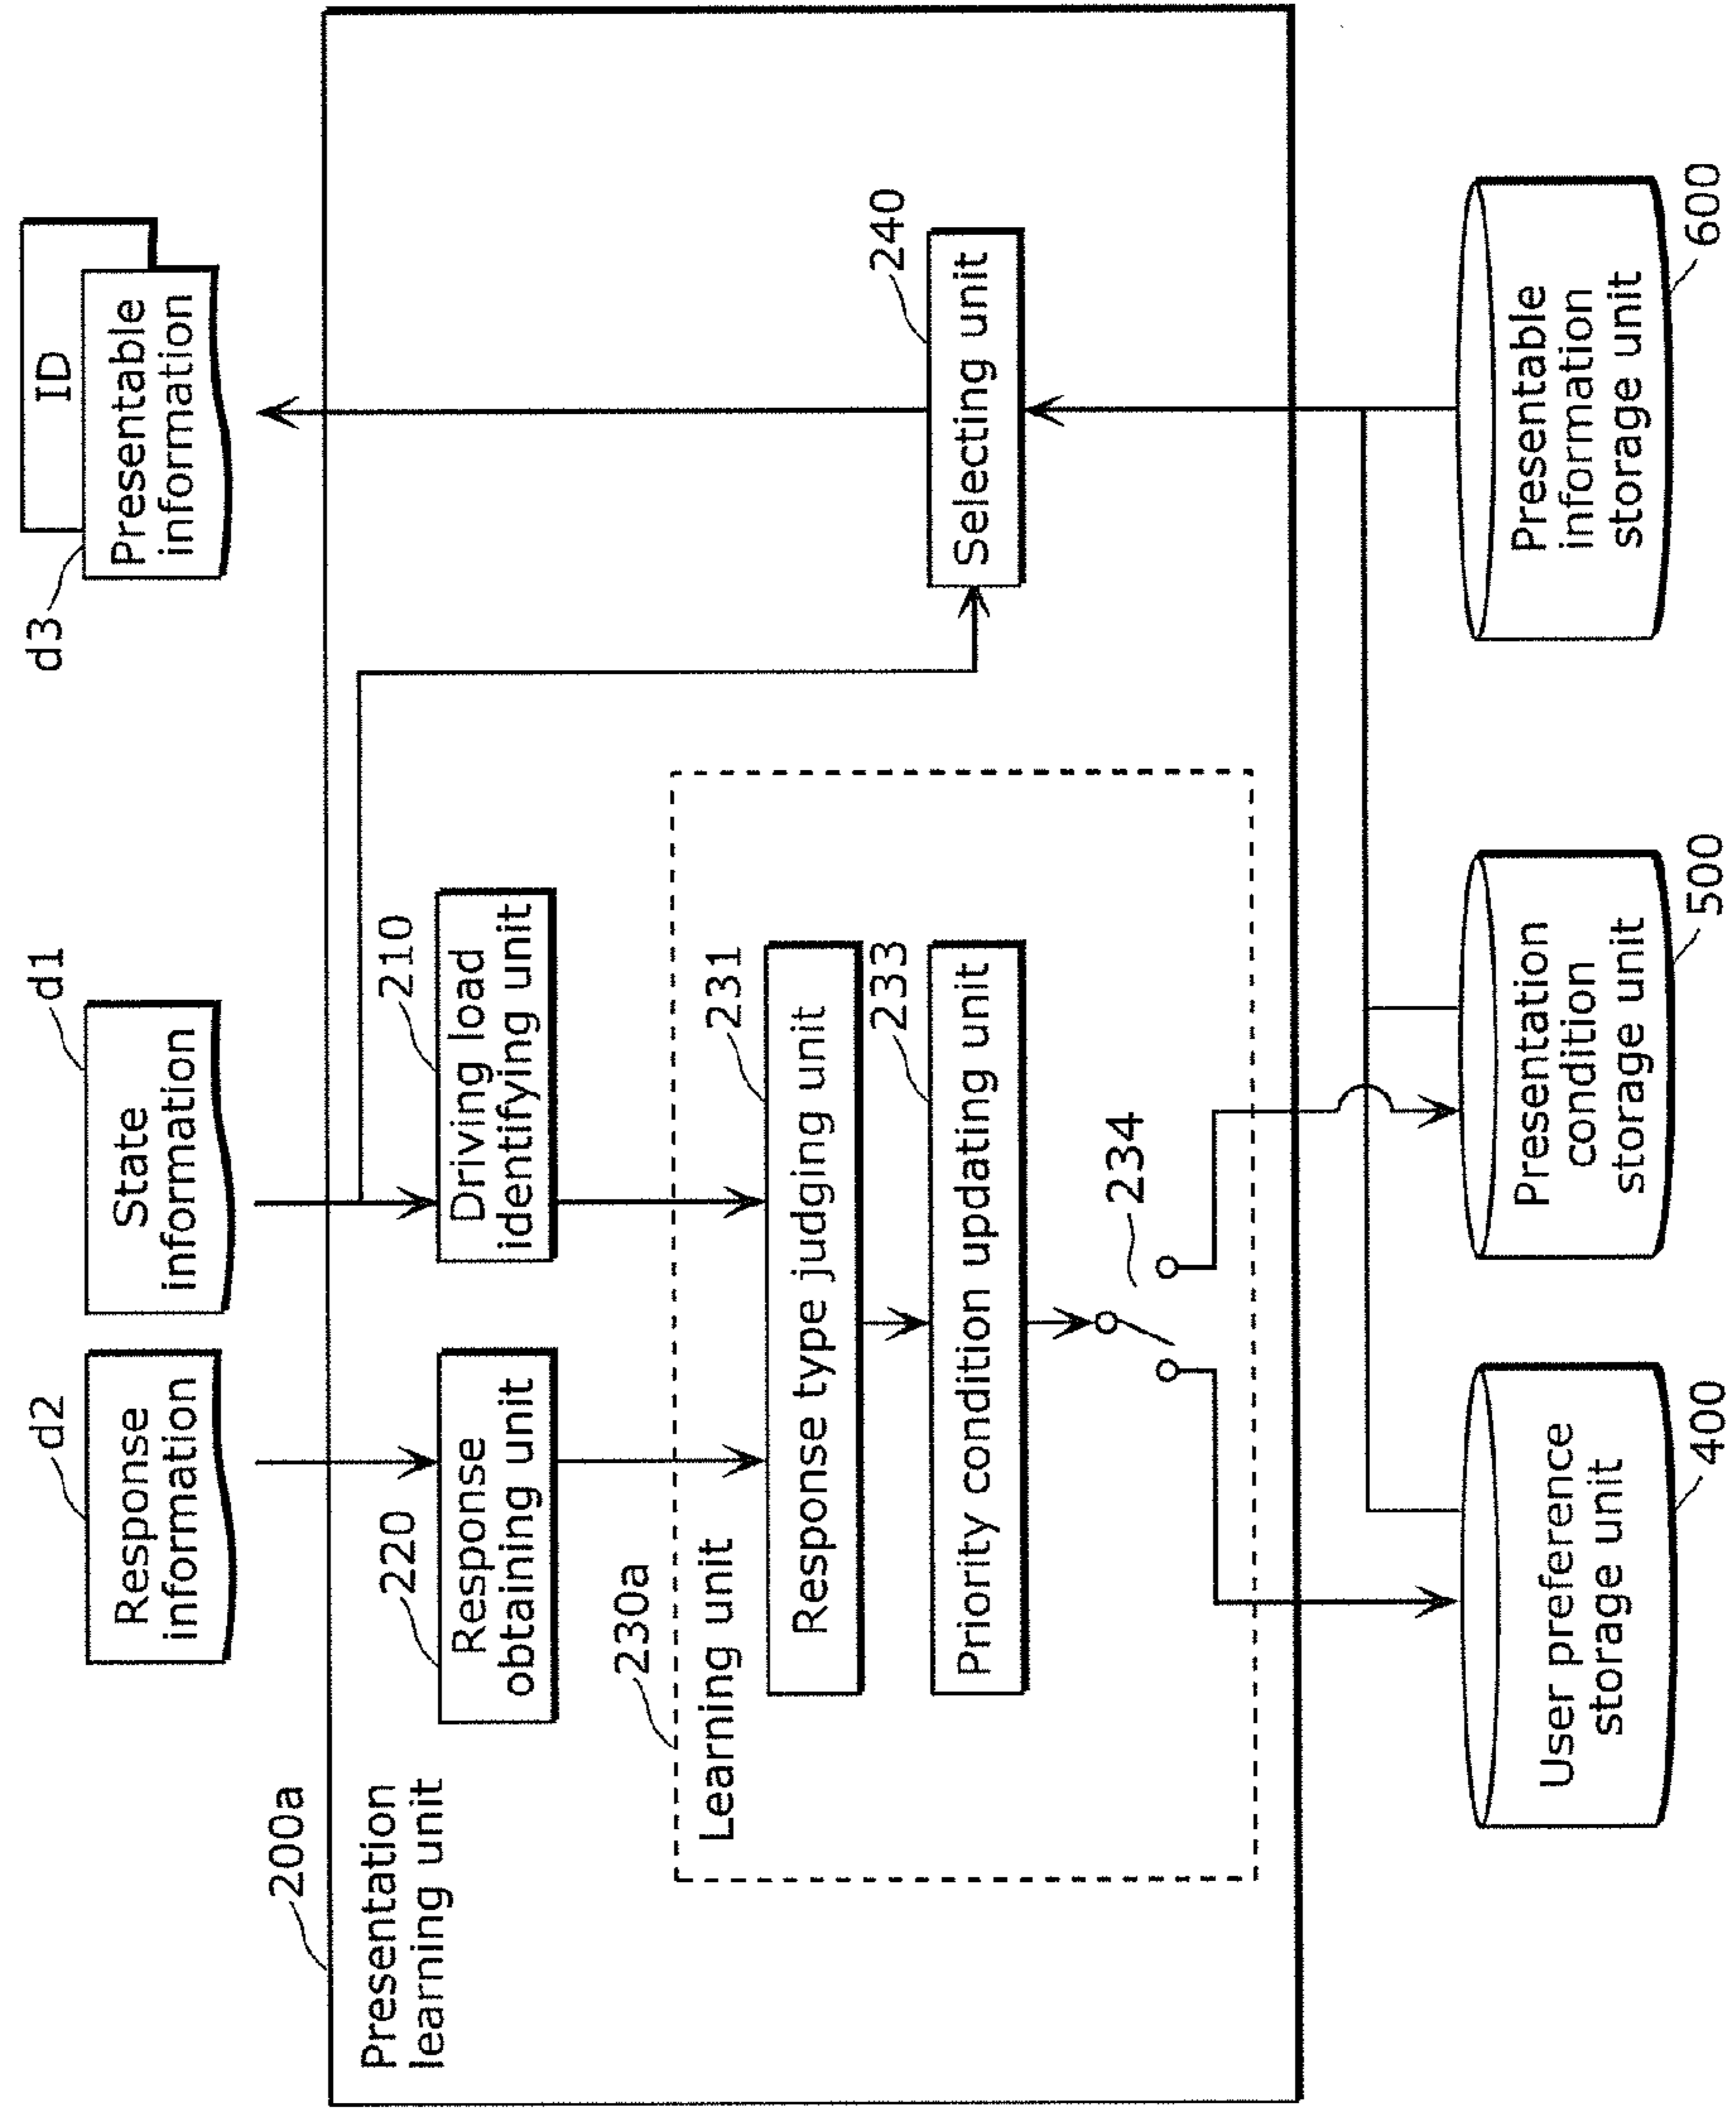 d2
Response
information
d1
State
information
d3
ID
Presentable
information
200a
Presentation
learning unit
220
Response
obtaining unit
210
Driving load
identifying unit
230a
Learning unit
231
Response type judging unit
233
Priority condition updating unit
234
240
Selecting unit
User preference
storage unit
400
Presentation
condition
storage unit
500
Presentable
information
storage unit
600